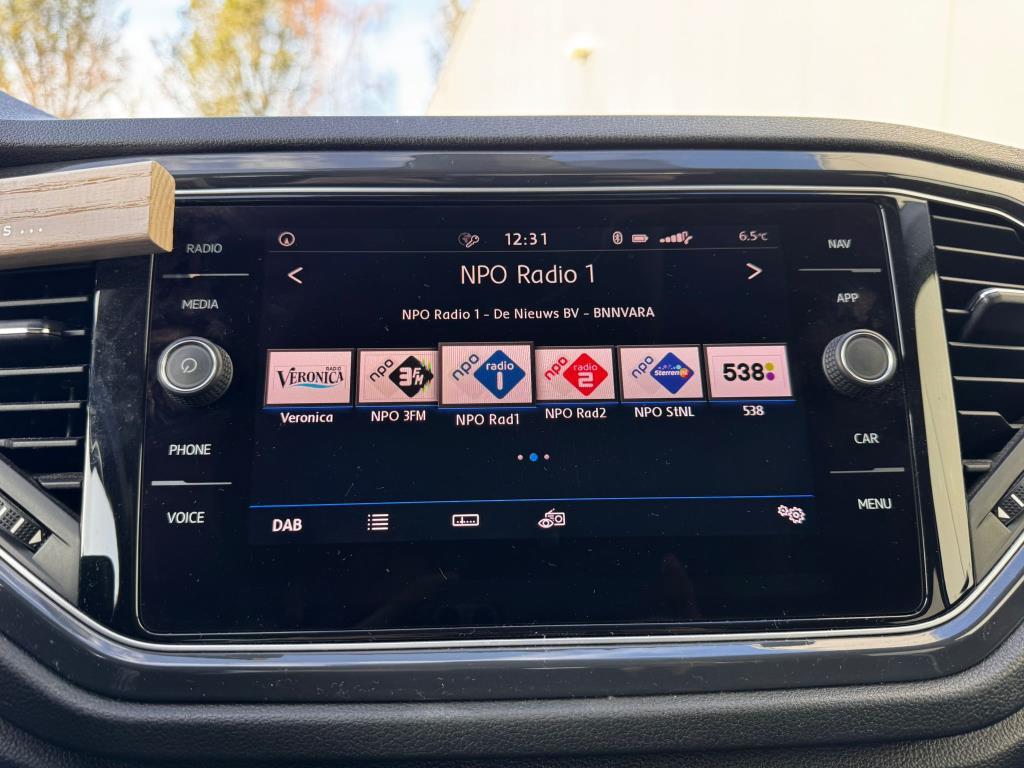 s ...
RADIO
MEDIA
PHONE
VOICE
12:31
6.5°C
< NPO Radio 1 >
NPO Radio 1 - De Nieuws BV - BNNVARA
RADIO
VERONICA
npo 3FM
npo radio 1
npo radio 2
npo SterrenNL
538
Veronica
NPO 3FM
NPO Rad1
NPO Rad2
NPO StNL
538
DAB
NAV
APP
CAR
MENU